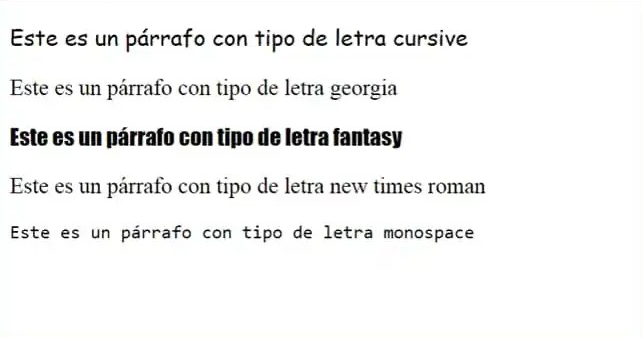 Este es un párrafo con tipo de letra cursive
Este es un párrafo con tipo de letra georgia
Este es un párrafo con tipo de letra fantasy
Este es un párrafo con tipo de letra new times roman
Este es un párrafo con tipo de letra monospace